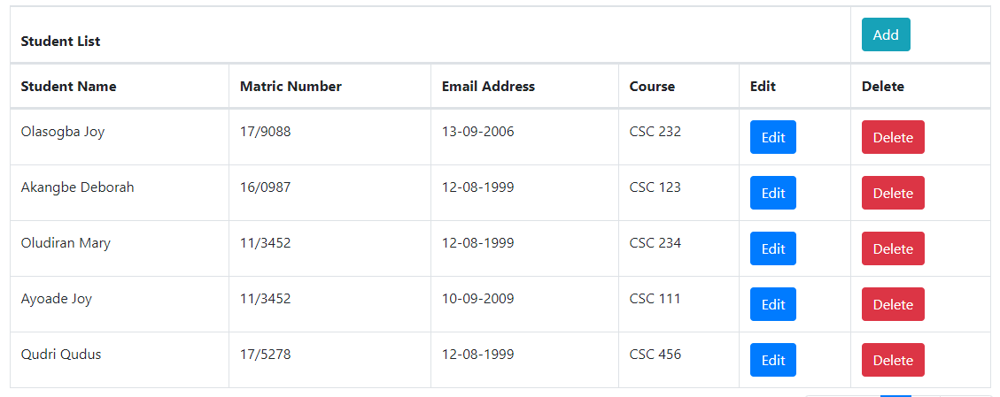 Student List Add
Student Name Matric Number Email Address Course Edit Delete
Olasogba Joy 17/9088 13-09-2006 CSC 232 Edit Delete
Akangbe Deborah 16/0987 12-08-1999 CSC 123 Edit Delete
Oludiran Mary 11/3452 12-08-1999 CSC 234 Edit Delete
Ayoade Joy 11/3452 10-09-2009 CSC 111 Edit Delete
Qudri Qudus 17/5278 12-08-1999 CSC 456 Edit Delete